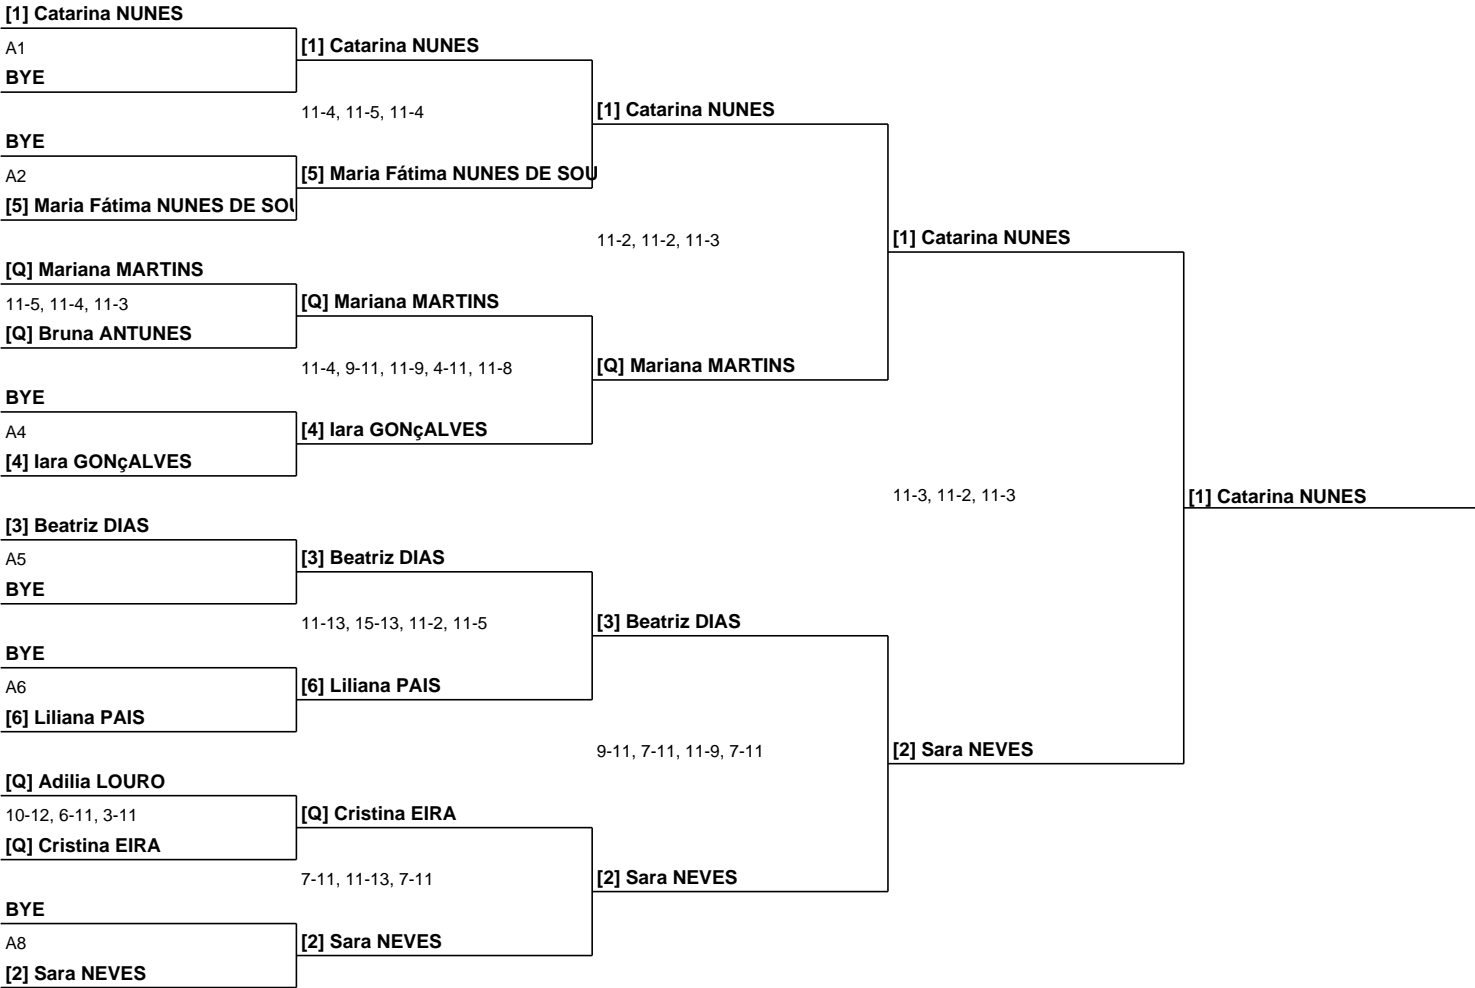 [1] Catarina NUNES
A1
BYE
BYE
A2
[5] Maria Fátima NUNES DE SOU
[Q] Mariana MARTINS
11-5, 11-4, 11-3
[Q] Bruna ANTUNES
BYE
A4
[4] Iara GONçALVES
[3] Beatriz DIAS
A5
BYE
BYE
A6
[6] Liliana PAIS
[Q] Adilia LOURO
10-12, 6-11, 3-11
[Q] Cristina EIRA
BYE
A8
[2] Sara NEVES
[1] Catarina NUNES
11-4, 11-5, 11-4
[5] Maria Fátima NUNES DE SOU
[Q] Mariana MARTINS
11-4, 9-11, 11-9, 4-11, 11-8
[4] Iara GONçALVES
[3] Beatriz DIAS
11-13, 15-13, 11-2, 11-5
[6] Liliana PAIS
[Q] Cristina EIRA
7-11, 11-13, 7-11
[2] Sara NEVES
[1] Catarina NUNES
11-2, 11-2, 11-3
[Q] Mariana MARTINS
[3] Beatriz DIAS
9-11, 7-11, 11-9, 7-11
[2] Sara NEVES
[1] Catarina NUNES
11-3, 11-2, 11-3
[2] Sara NEVES
[1] Catarina NUNES